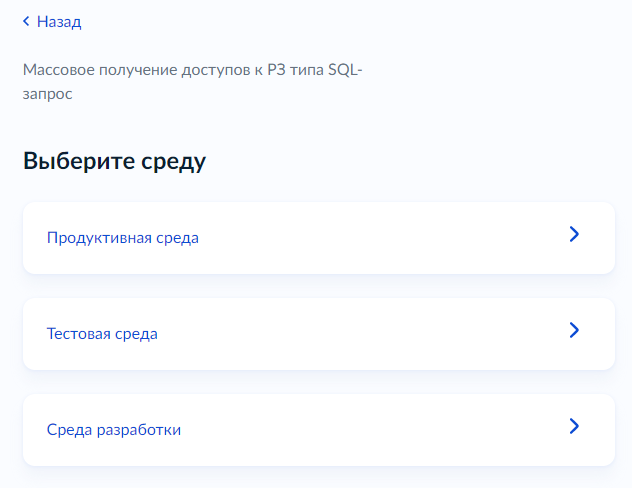 Назад
Массовое получение доступов к РЗ типа SQL-
запрос
Выберите среду
Продуктивная среда
Тестовая среда
Среда разработки